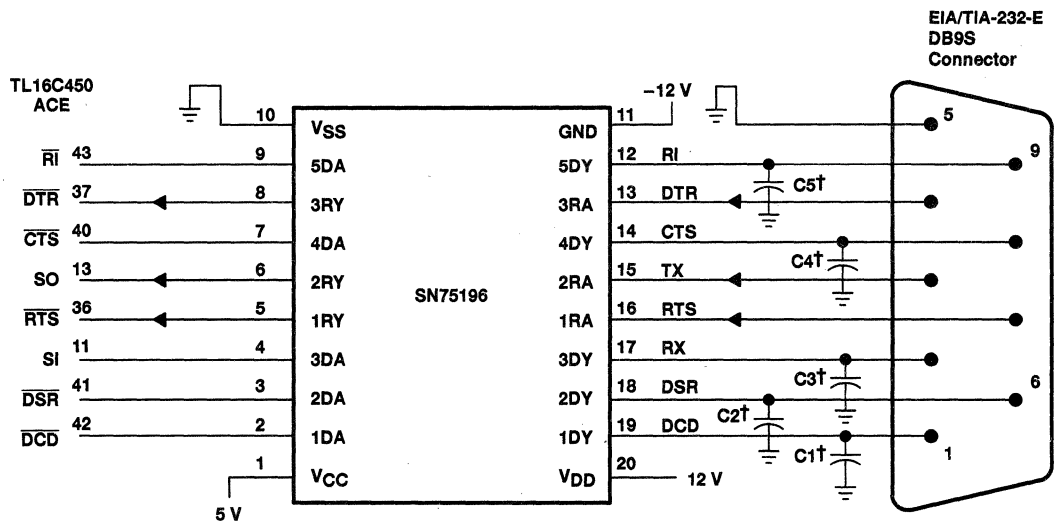 EIA/TIA-232-E
DB9S
Connector
TL16C450
ACE
−12 V
10 VSS GND 11 5
RI 43 9 5DA 5DY 12 RI 9
C5†
DTR 37 8 3RY 3RA 13 DTR
CTS 40 7 4DA 4DY 14 CTS
C4†
SO 13 6 2RY 2RA 15 TX
SN75196
RTS 36 5 1RY 1RA 16 RTS
SI 11 4 3DA 3DY 17 RX
C3†
DSR 41 3 2DA 2DY 18 DSR 6
C2†
DCD 42 2 1DA 1DY 19 DCD 1
C1†
1 VCC VDD 20 12 V
5 V